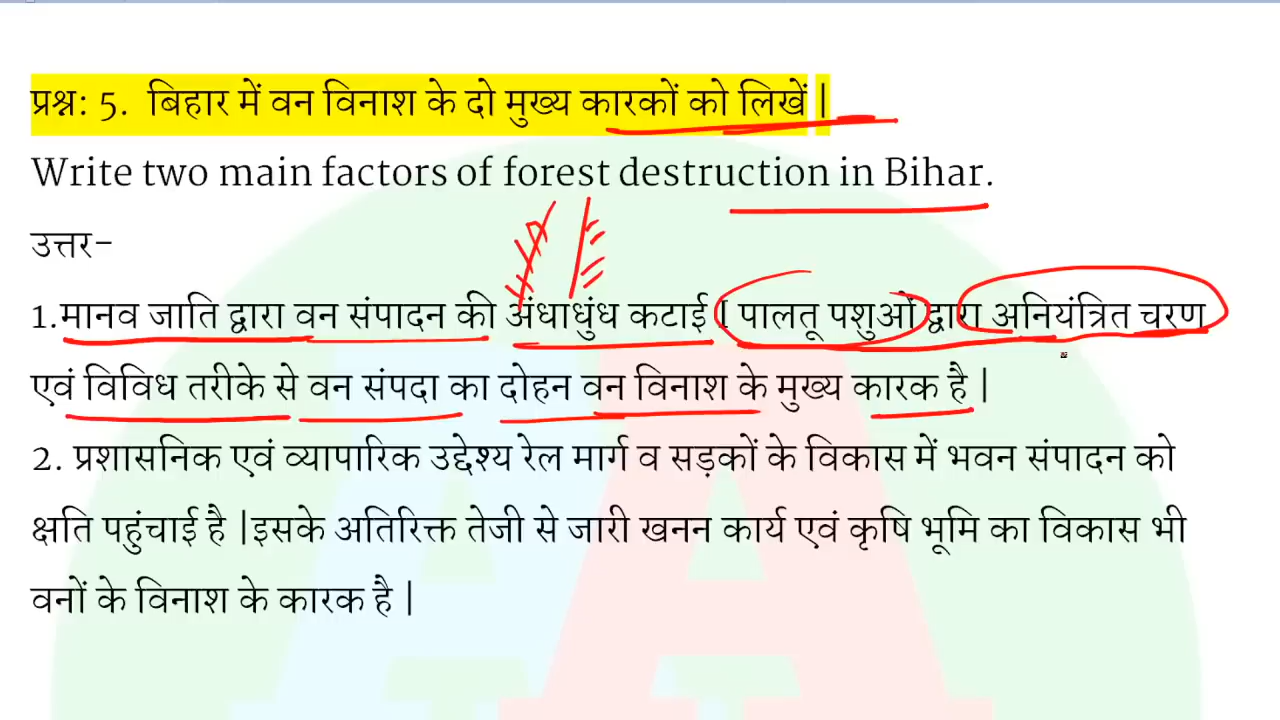 प्रश्न: 5. बिहार में वन विनाश के दो मुख्य कारकों को लिखें |
Write two main factors of forest destruction in Bihar.
उत्तर-
1.मानव जाति द्वारा वन संपादन की अंधाधुंध कटाई | पालतू पशुओं द्वारा अनियंत्रित चरण
एवं विविध तरीके से वन संपदा का दोहन वन विनाश के मुख्य कारक है |
2. प्रशासनिक एवं व्यापारिक उद्देश्य रेल मार्ग व सड़कों के विकास में भवन संपादन को
क्षति पहुंचाई है |इसके अतिरिक्त तेजी से जारी खनन कार्य एवं कृषि भूमि का विकास भी
वनों के विनाश के कारक है |